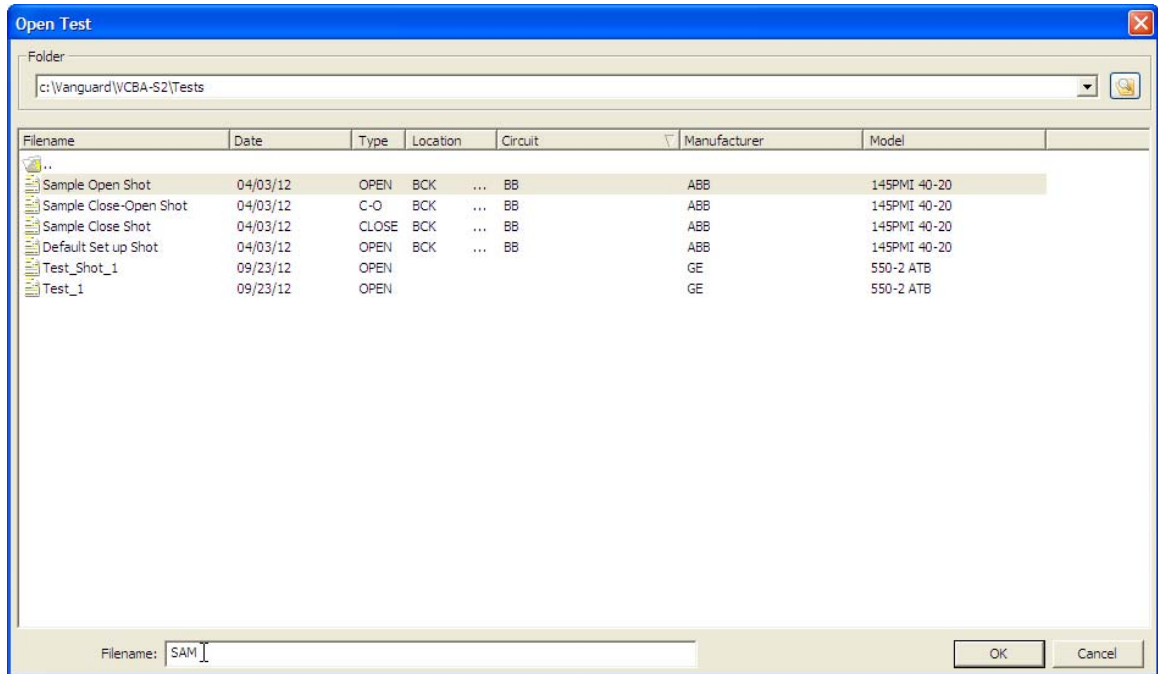 Open Test
Folder
c:\Vanguard\VCBA-S2\Tests
Filename Date Type Location Circuit Manufacturer Model
..
Sample Open Shot 04/03/12 OPEN BCK ... BB ABB 145PMI 40-20
Sample Close-Open Shot 04/03/12 C-O BCK ... BB ABB 145PMI 40-20
Sample Close Shot 04/03/12 CLOSE BCK ... BB ABB 145PMI 40-20
Default Set up Shot 04/03/12 OPEN BCK ... BB ABB 145PMI 40-20
Test_Shot_1 09/23/12 OPEN GE 550-2 ATB
Test_1 09/23/12 OPEN GE 550-2 ATB
Filename: SAM OK Cancel